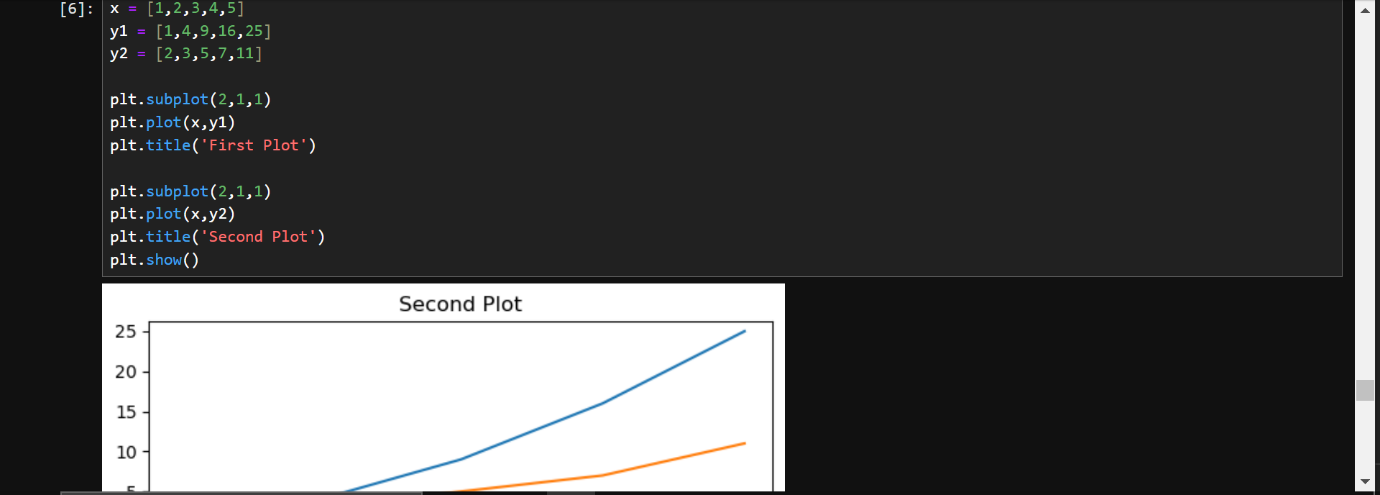 [6]: x = [1,2,3,4,5]
y1 = [1,4,9,16,25]
y2 = [2,3,5,7,11]
plt.subplot(2,1,1)
plt.plot(x,y1)
plt.title('First Plot')
plt.subplot(2,1,1)
plt.plot(x,y2)
plt.title('Second Plot')
plt.show()
Second Plot
25
20
15
10
5